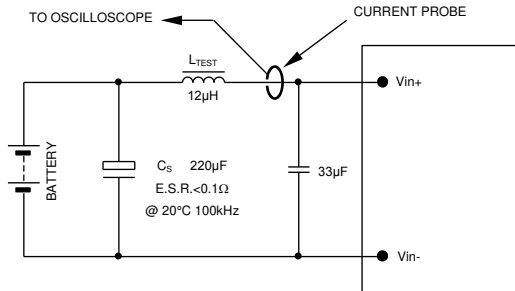 TO OSCILLOSCOPE
CURRENT PROBE
LTEST
12µH
Vin+
BATTERY
CS 220µF
E.S.R.<0.1Ω
@ 20°C 100kHz
33µF
Vin-